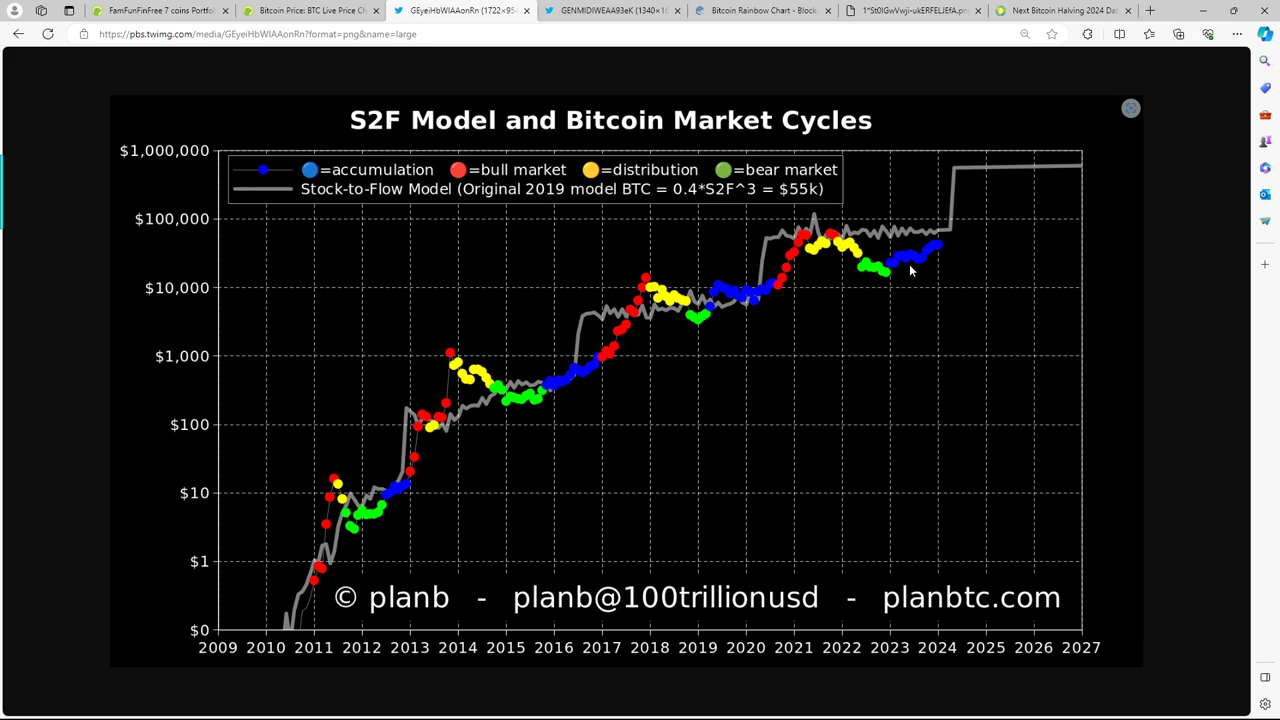 FamFunFinFree 7 coins Portfo
Bitcoin Price: BTC Live Price Ch
GEyeiHbWIAAonRn (1722×95
GENMIDIWEAA93eK (1340×10
Bitcoin Rainbow Chart - Block
Next Bitcoin Halving 2024 Da
https://pbs.twimg.com/media/GEyeiHbWIAAonRn?format=png&name=large
S2F Model and Bitcoin Market Cycles
=accumulation =bull market =distribution =bear market
Stock-to-Flow Model (Original 2019 model BTC = 0.4*S2F^3 = $55k)
$1,000,000
$100,000
$10,000
$1,000
$100
$10
$1
$0
© planb - planb@100trillionusd - planbtc.com
2009 2010 2011 2012 2013 2014 2015 2016 2017 2018 2019 2020 2021 2022 2023 2024 2025 2026 2027